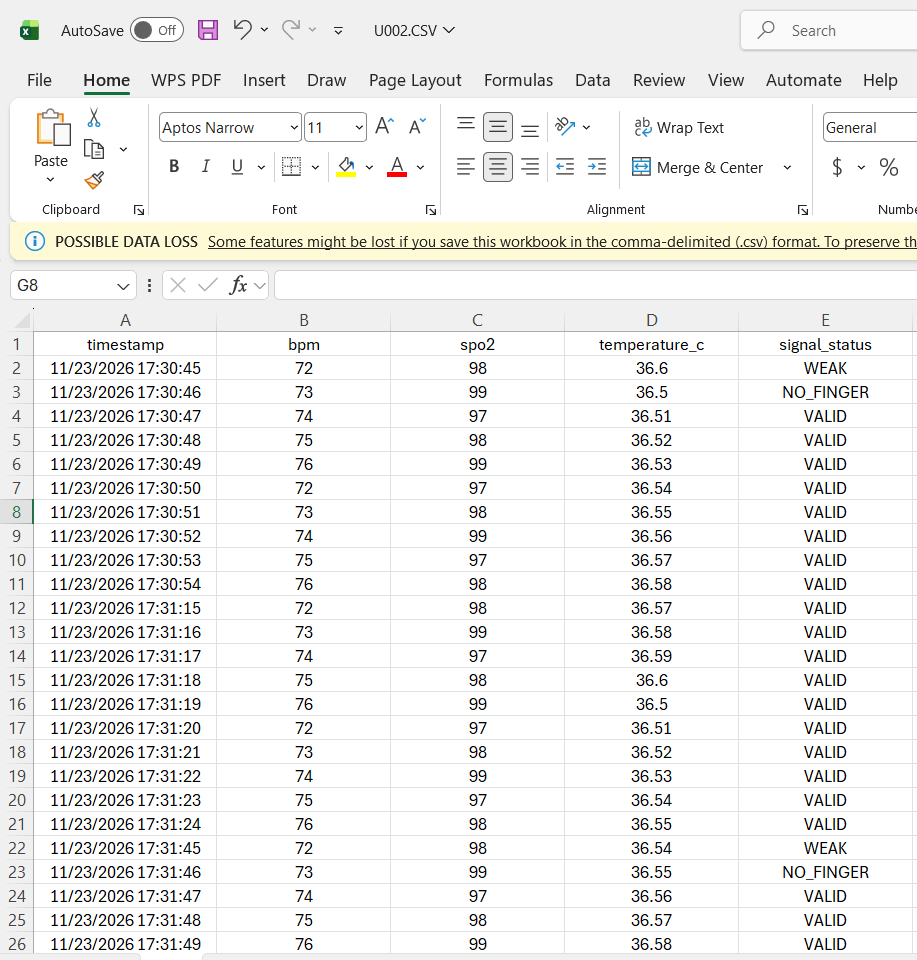 AutoSave Off U002.CSV Search
File Home WPS PDF Insert Draw Page Layout Formulas Data Review View Automate Help
Aptos Narrow 11 A A ab Wrap Text General
Paste B I U A Merge & Center $ %
Clipboard Font Alignment Numbe
POSSIBLE DATA LOSS Some features might be lost if you save this workbook in the comma-delimited (.csv) format. To preserve th
G8 fx
A B C D E
1 timestamp bpm spo2 temperature_c signal_status
2 11/23/2026 17:30:45 72 98 36.6 WEAK
3 11/23/2026 17:30:46 73 99 36.5 NO_FINGER
4 11/23/2026 17:30:47 74 97 36.51 VALID
5 11/23/2026 17:30:48 75 98 36.52 VALID
6 11/23/2026 17:30:49 76 99 36.53 VALID
7 11/23/2026 17:30:50 72 97 36.54 VALID
8 11/23/2026 17:30:51 73 98 36.55 VALID
9 11/23/2026 17:30:52 74 99 36.56 VALID
10 11/23/2026 17:30:53 75 97 36.57 VALID
11 11/23/2026 17:30:54 76 98 36.58 VALID
12 11/23/2026 17:31:15 72 98 36.57 VALID
13 11/23/2026 17:31:16 73 99 36.58 VALID
14 11/23/2026 17:31:17 74 97 36.59 VALID
15 11/23/2026 17:31:18 75 98 36.6 VALID
16 11/23/2026 17:31:19 76 99 36.5 VALID
17 11/23/2026 17:31:20 72 97 36.51 VALID
18 11/23/2026 17:31:21 73 98 36.52 VALID
19 11/23/2026 17:31:22 74 99 36.53 VALID
20 11/23/2026 17:31:23 75 97 36.54 VALID
21 11/23/2026 17:31:24 76 98 36.55 VALID
22 11/23/2026 17:31:45 72 98 36.54 WEAK
23 11/23/2026 17:31:46 73 99 36.55 NO_FINGER
24 11/23/2026 17:31:47 74 97 36.56 VALID
25 11/23/2026 17:31:48 75 98 36.57 VALID
26 11/23/2026 17:31:49 76 99 36.58 VALID